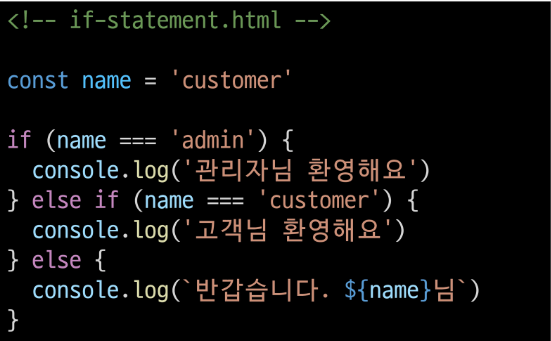 <!-- if-statement.html -->
const name = 'customer'
if (name === 'admin') {
  console.log('관리자님 환영해요')
} else if (name === 'customer') {
  console.log('고객님 환영해요')
} else {
  console.log(`반갑습니다. ${name}님`)
}